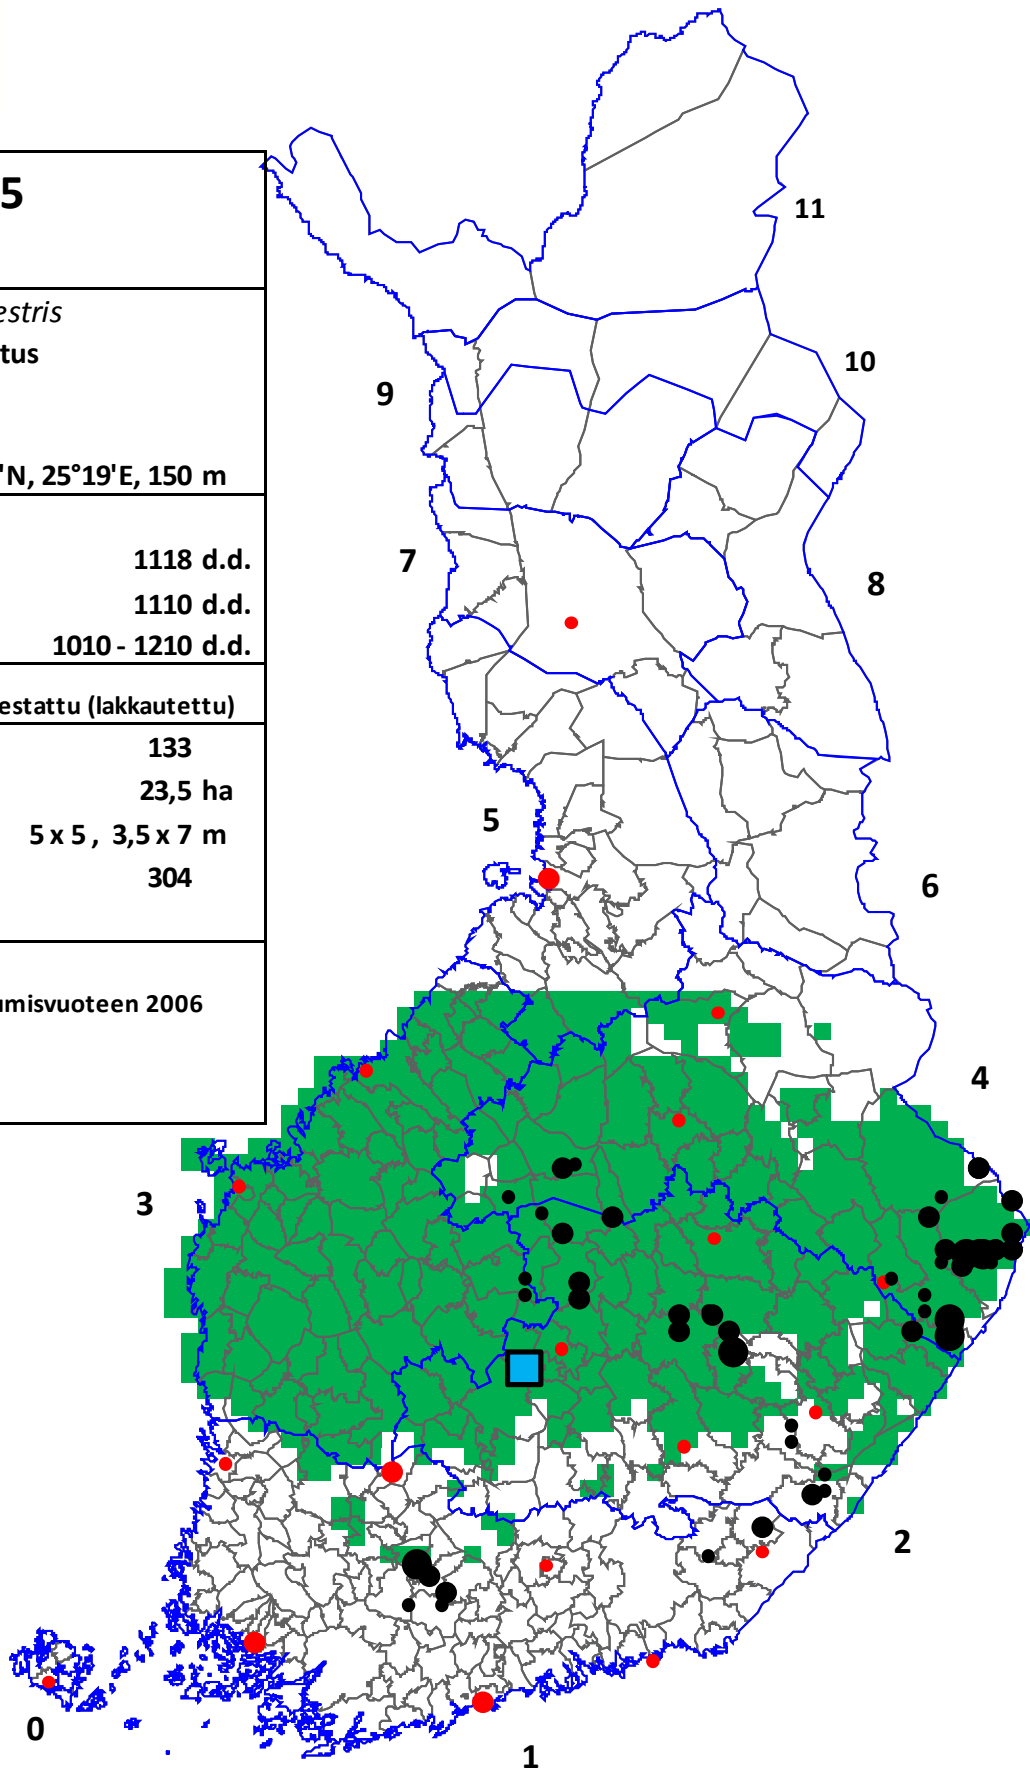 5
estris
tus
'N, 25°19'E, 150 m
1118 d.d.
1110 d.d.
1010 - 1210 d.d.
estattu (lakkautettu)
133
23,5 ha
5 x 5 , 3,5 x 7 m
304
umisvuoteen 2006
11
10
9
7
8
5
6
4
3
2
0
1